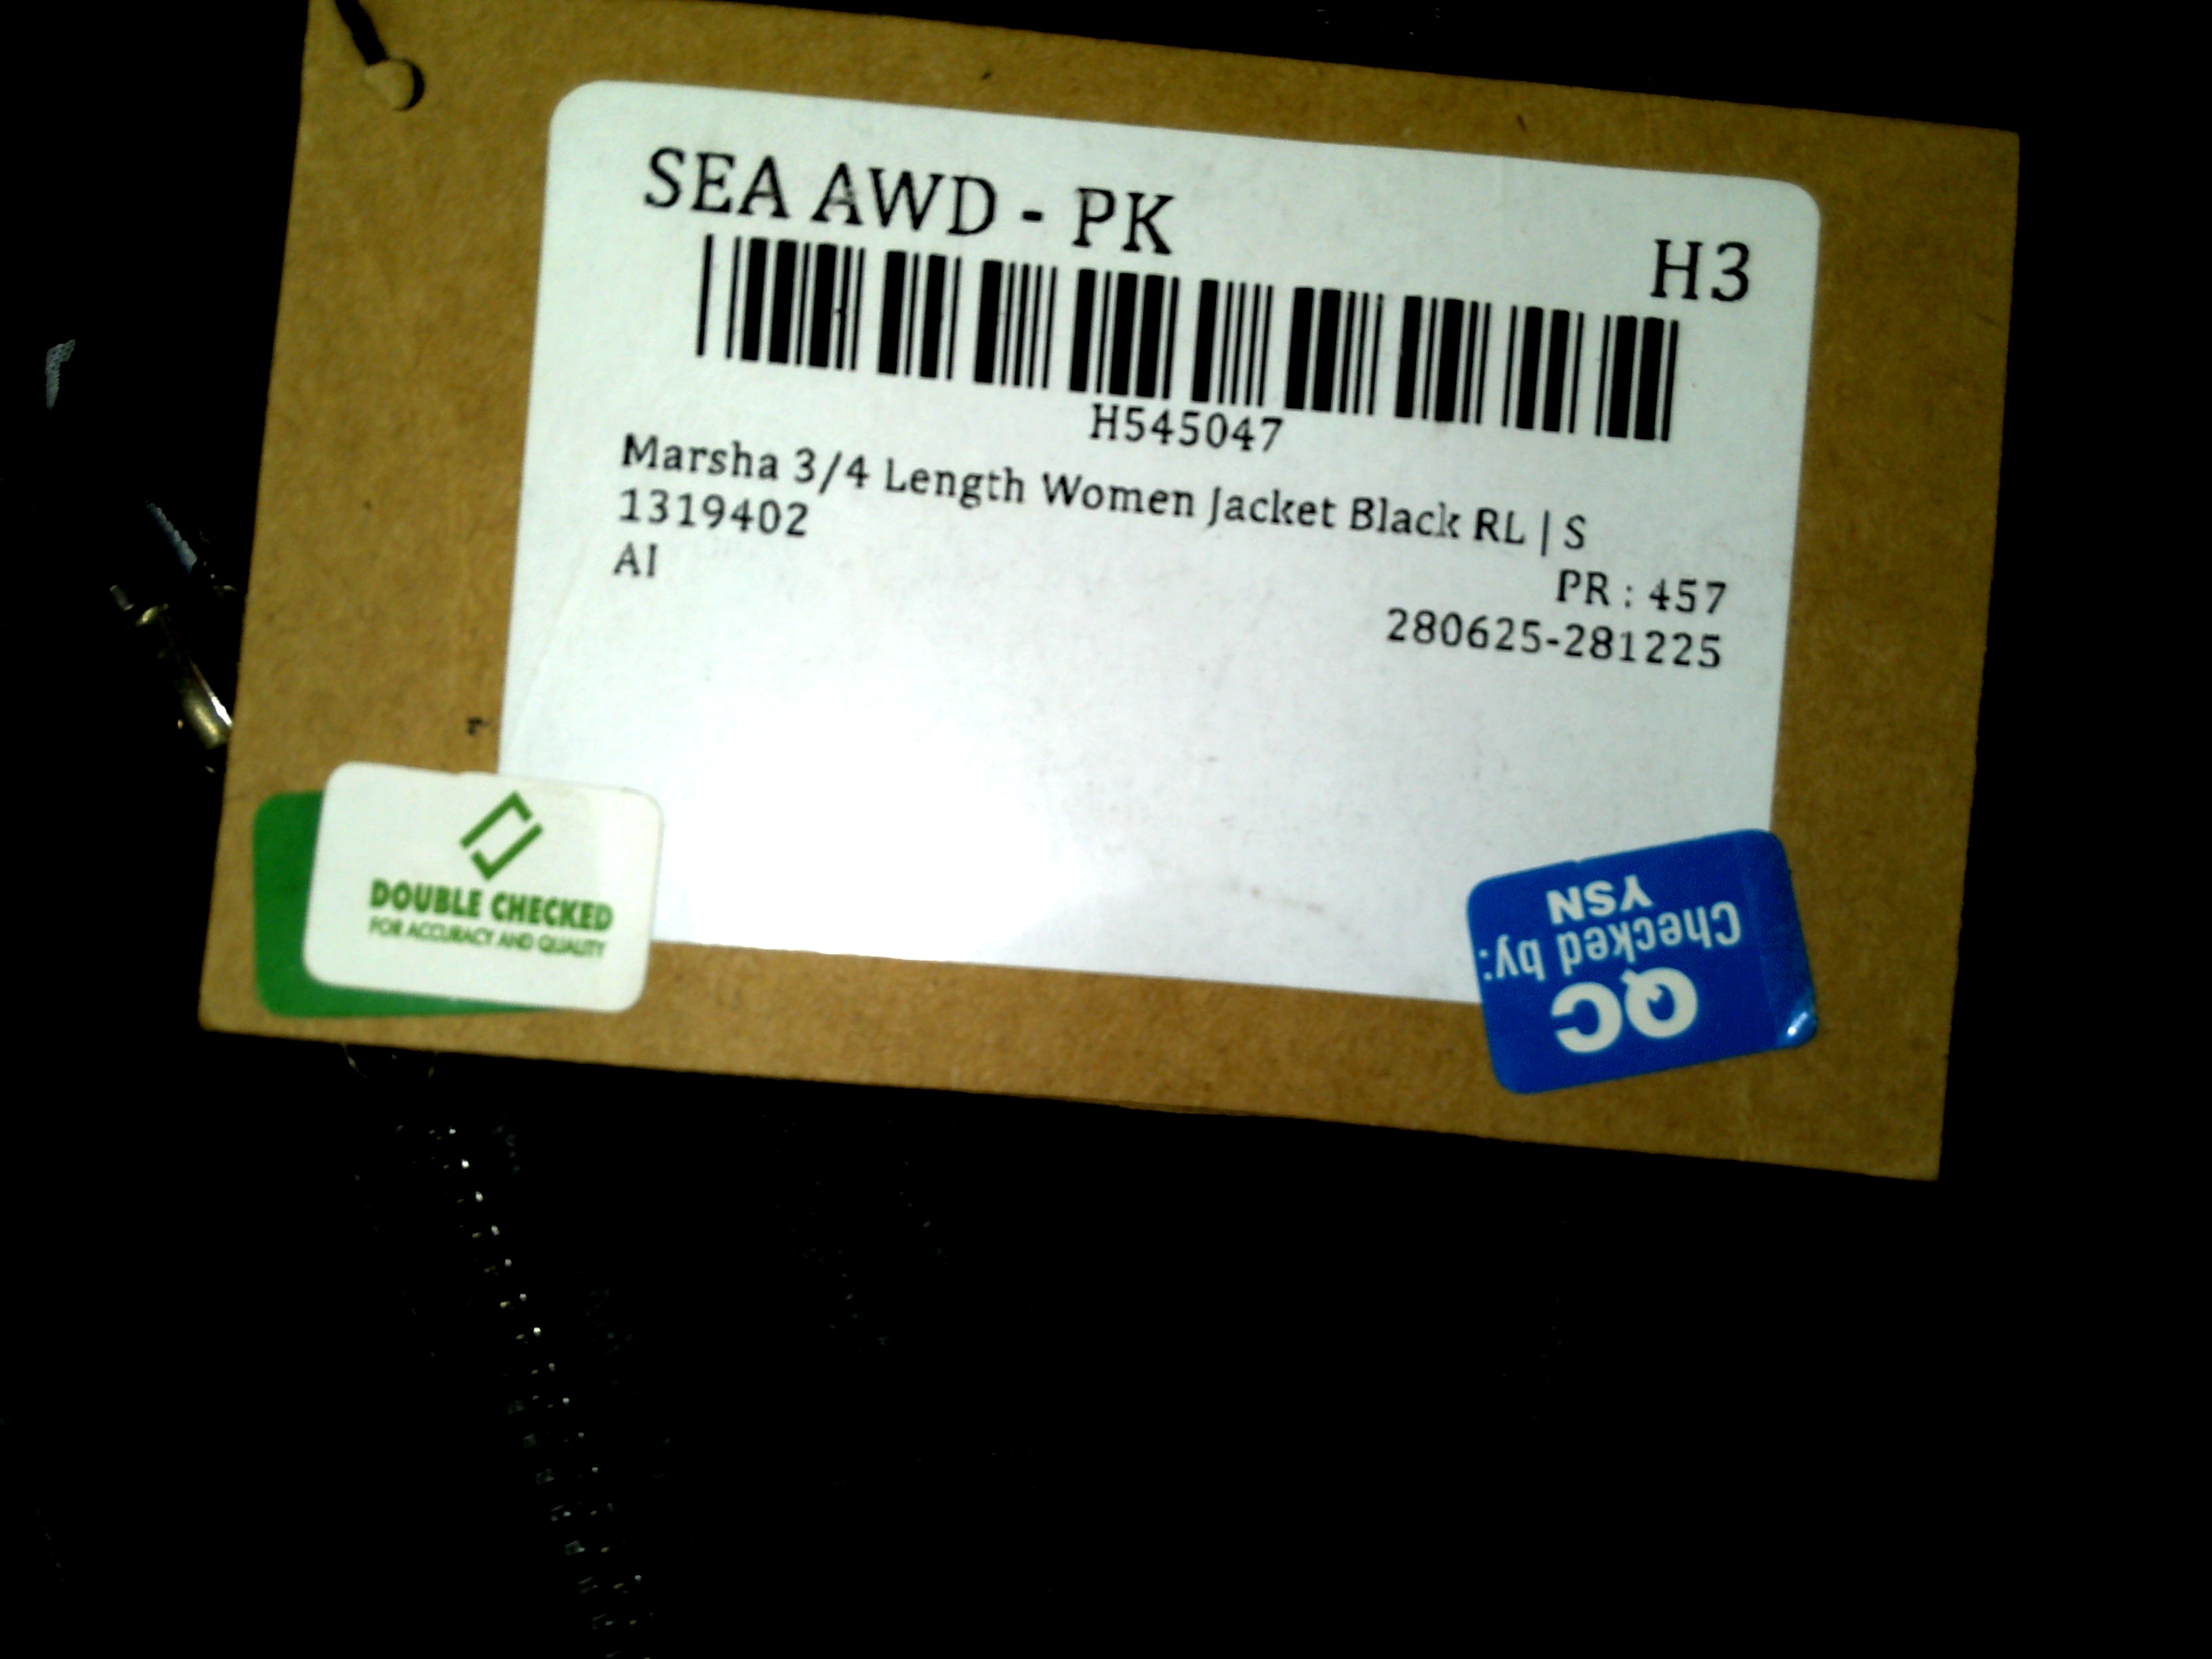 SEA AWD - PK
H3
H545047
Marsha 3/4 Length Women Jacket Black RL | S
1319402
AI
PR : 457
280625-281225
DOUBLE CHECKED
FOR ACCURACY AND QUALITY
QC
Checked by:
YSN